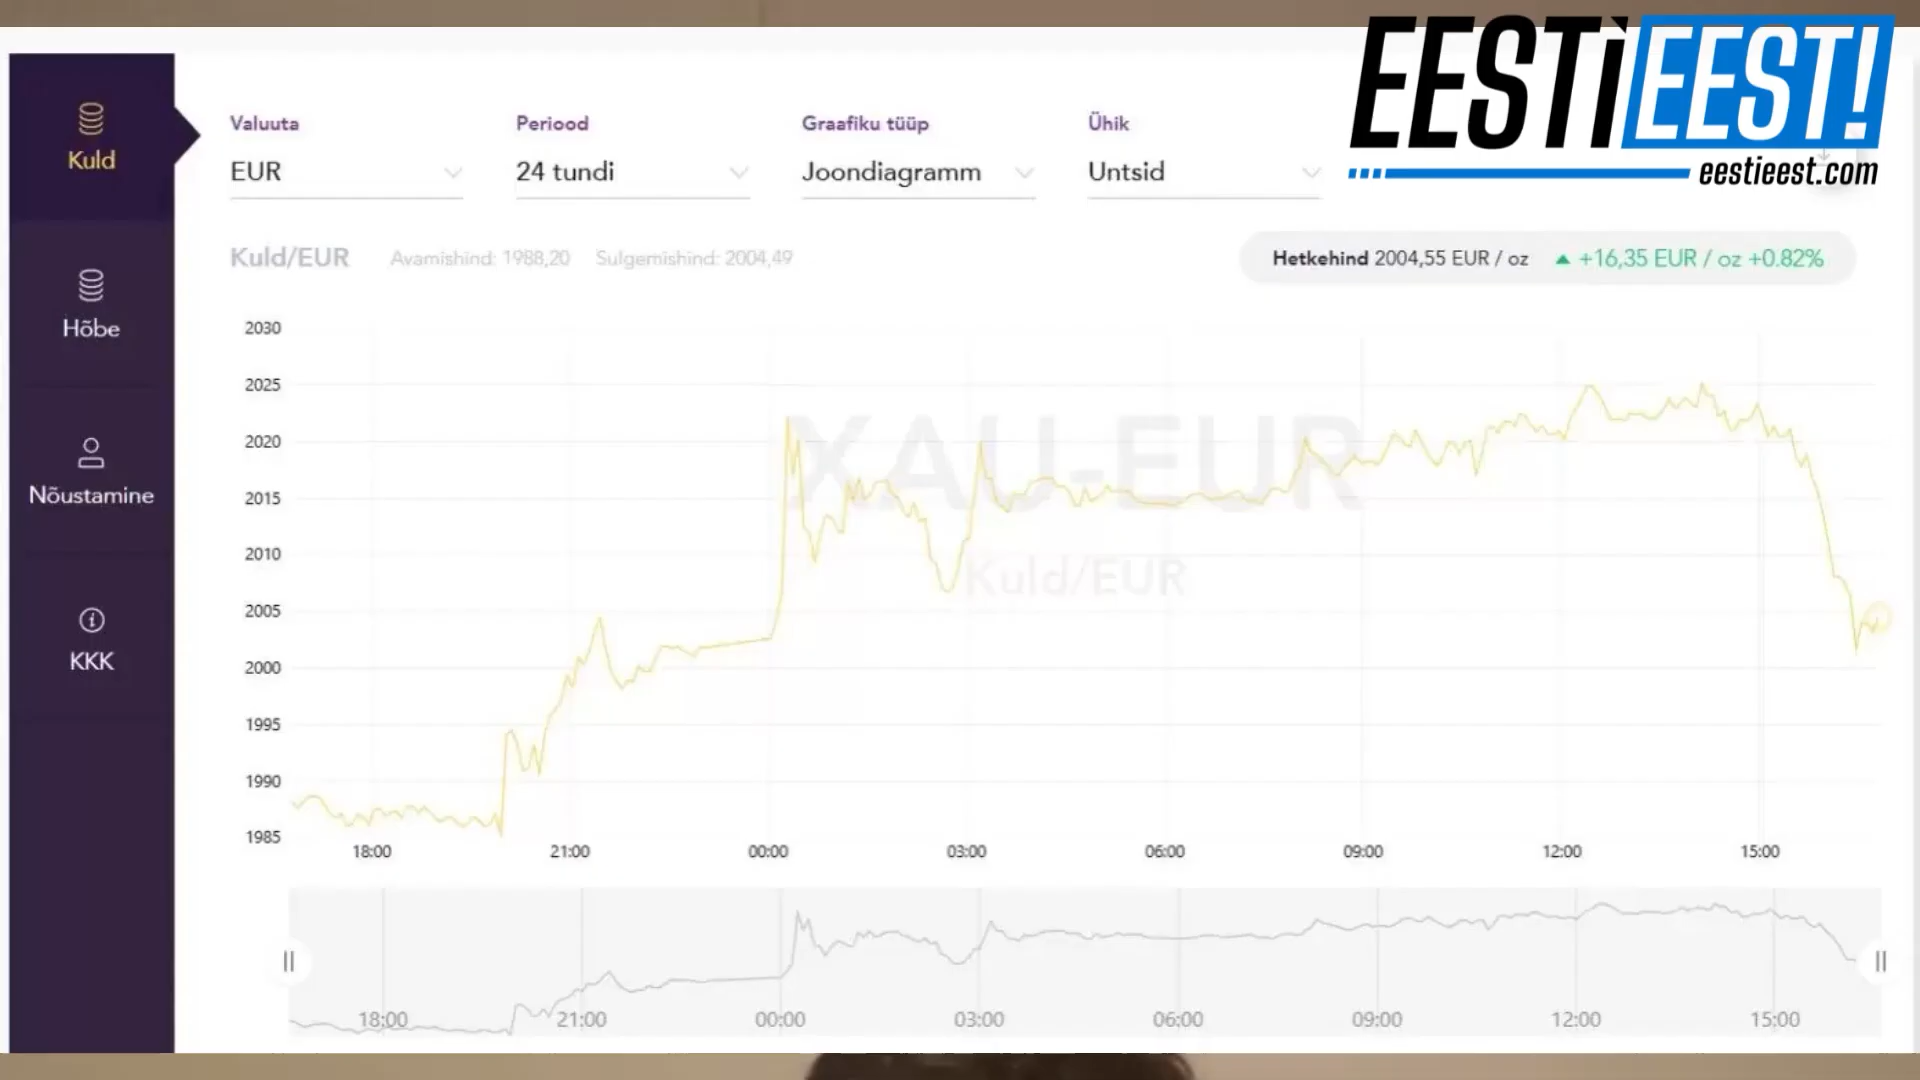 EESTi EEST!
eestieest.com
Kuld
Hõbe
Nõustamine
KKK
Valuuta
EUR
Periood
24 tundi
Graafiku tüüp
Joondiagramm
Ühik
Untsid
Kuld/EUR Avamishind: 1988,20 Sulgemishind: 2004,49
Hetkehind 2004,55 EUR / oz ▲ +16,35 EUR / oz +0.82%
XAU-EUR
Kuld/EUR
2030
2025
2020
2015
2010
2005
2000
1995
1990
1985
18:00 21:00 00:00 03:00 06:00 09:00 12:00 15:00
18:00 21:00 00:00 03:00 06:00 09:00 12:00 15:00